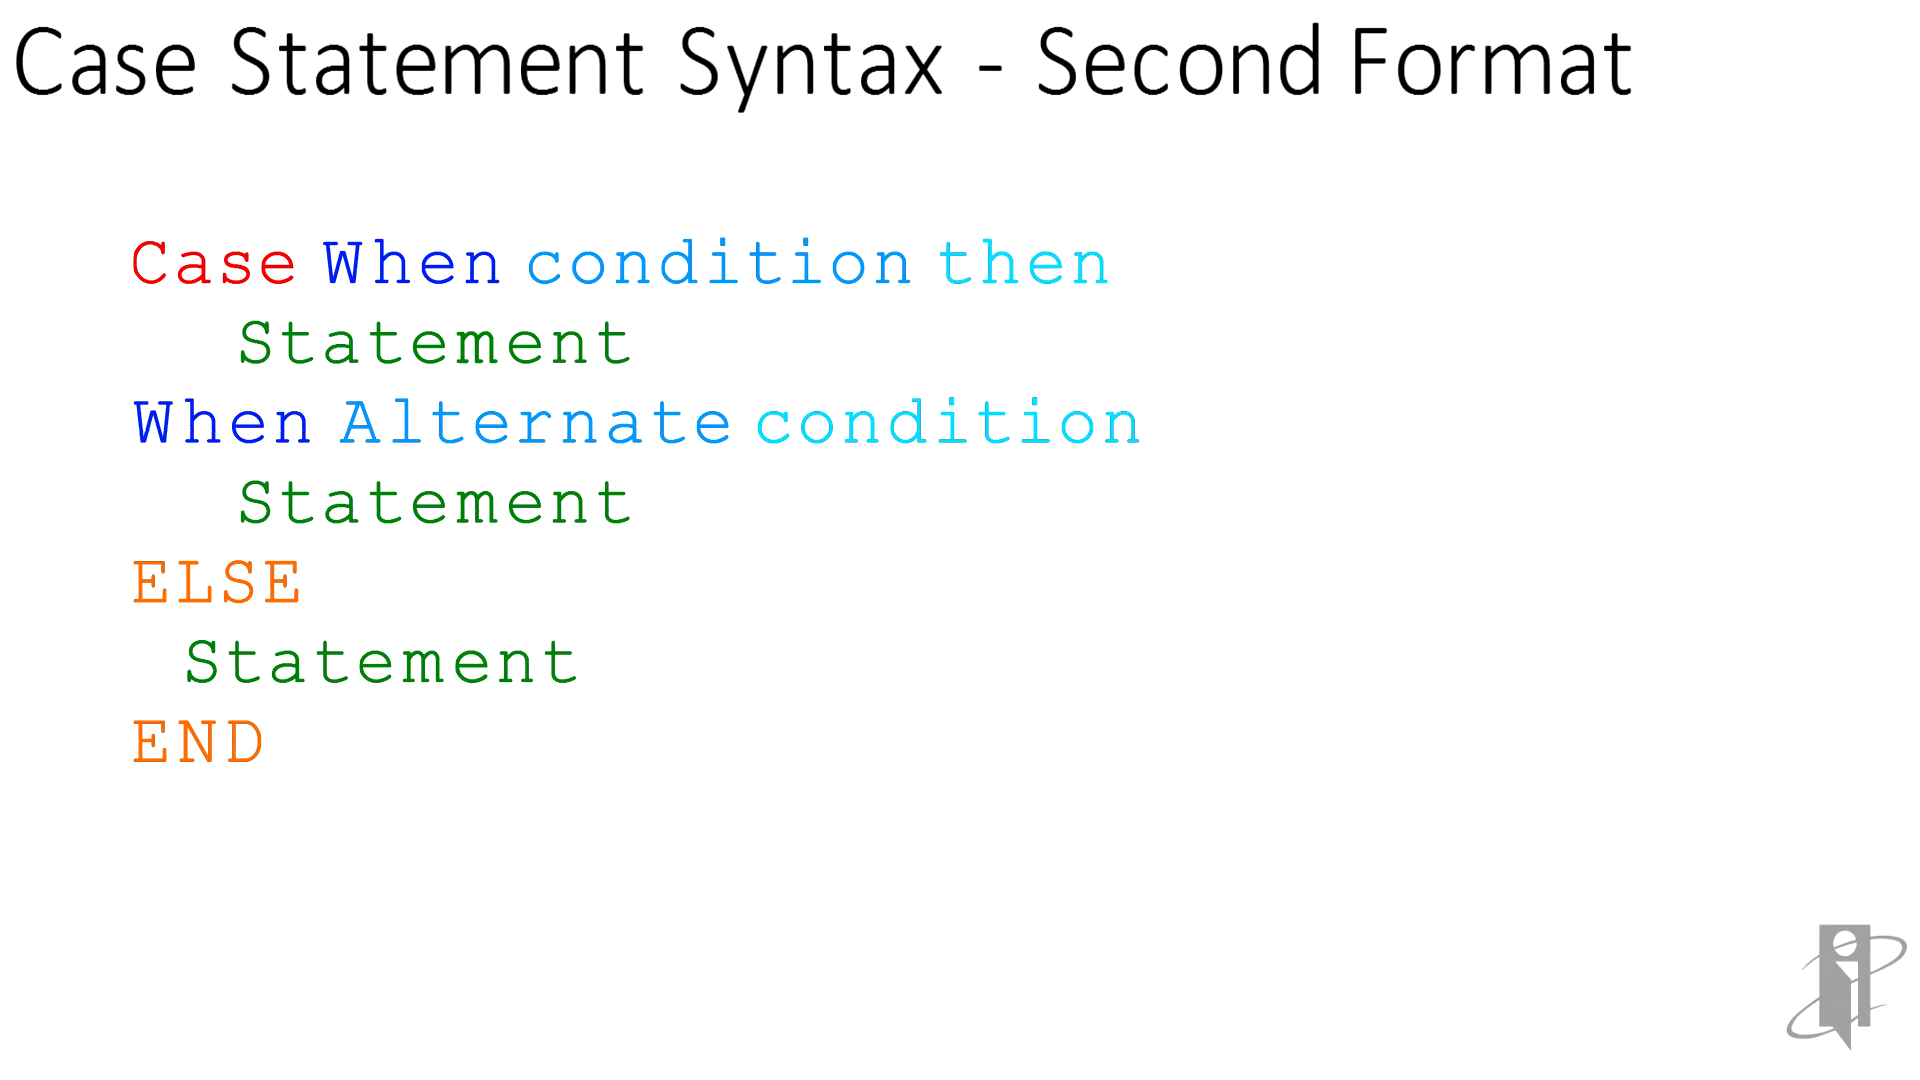 Case Statement Syntax - Second Format
Case When condition then
Statement
When Alternate condition
Statement
ELSE
Statement
END